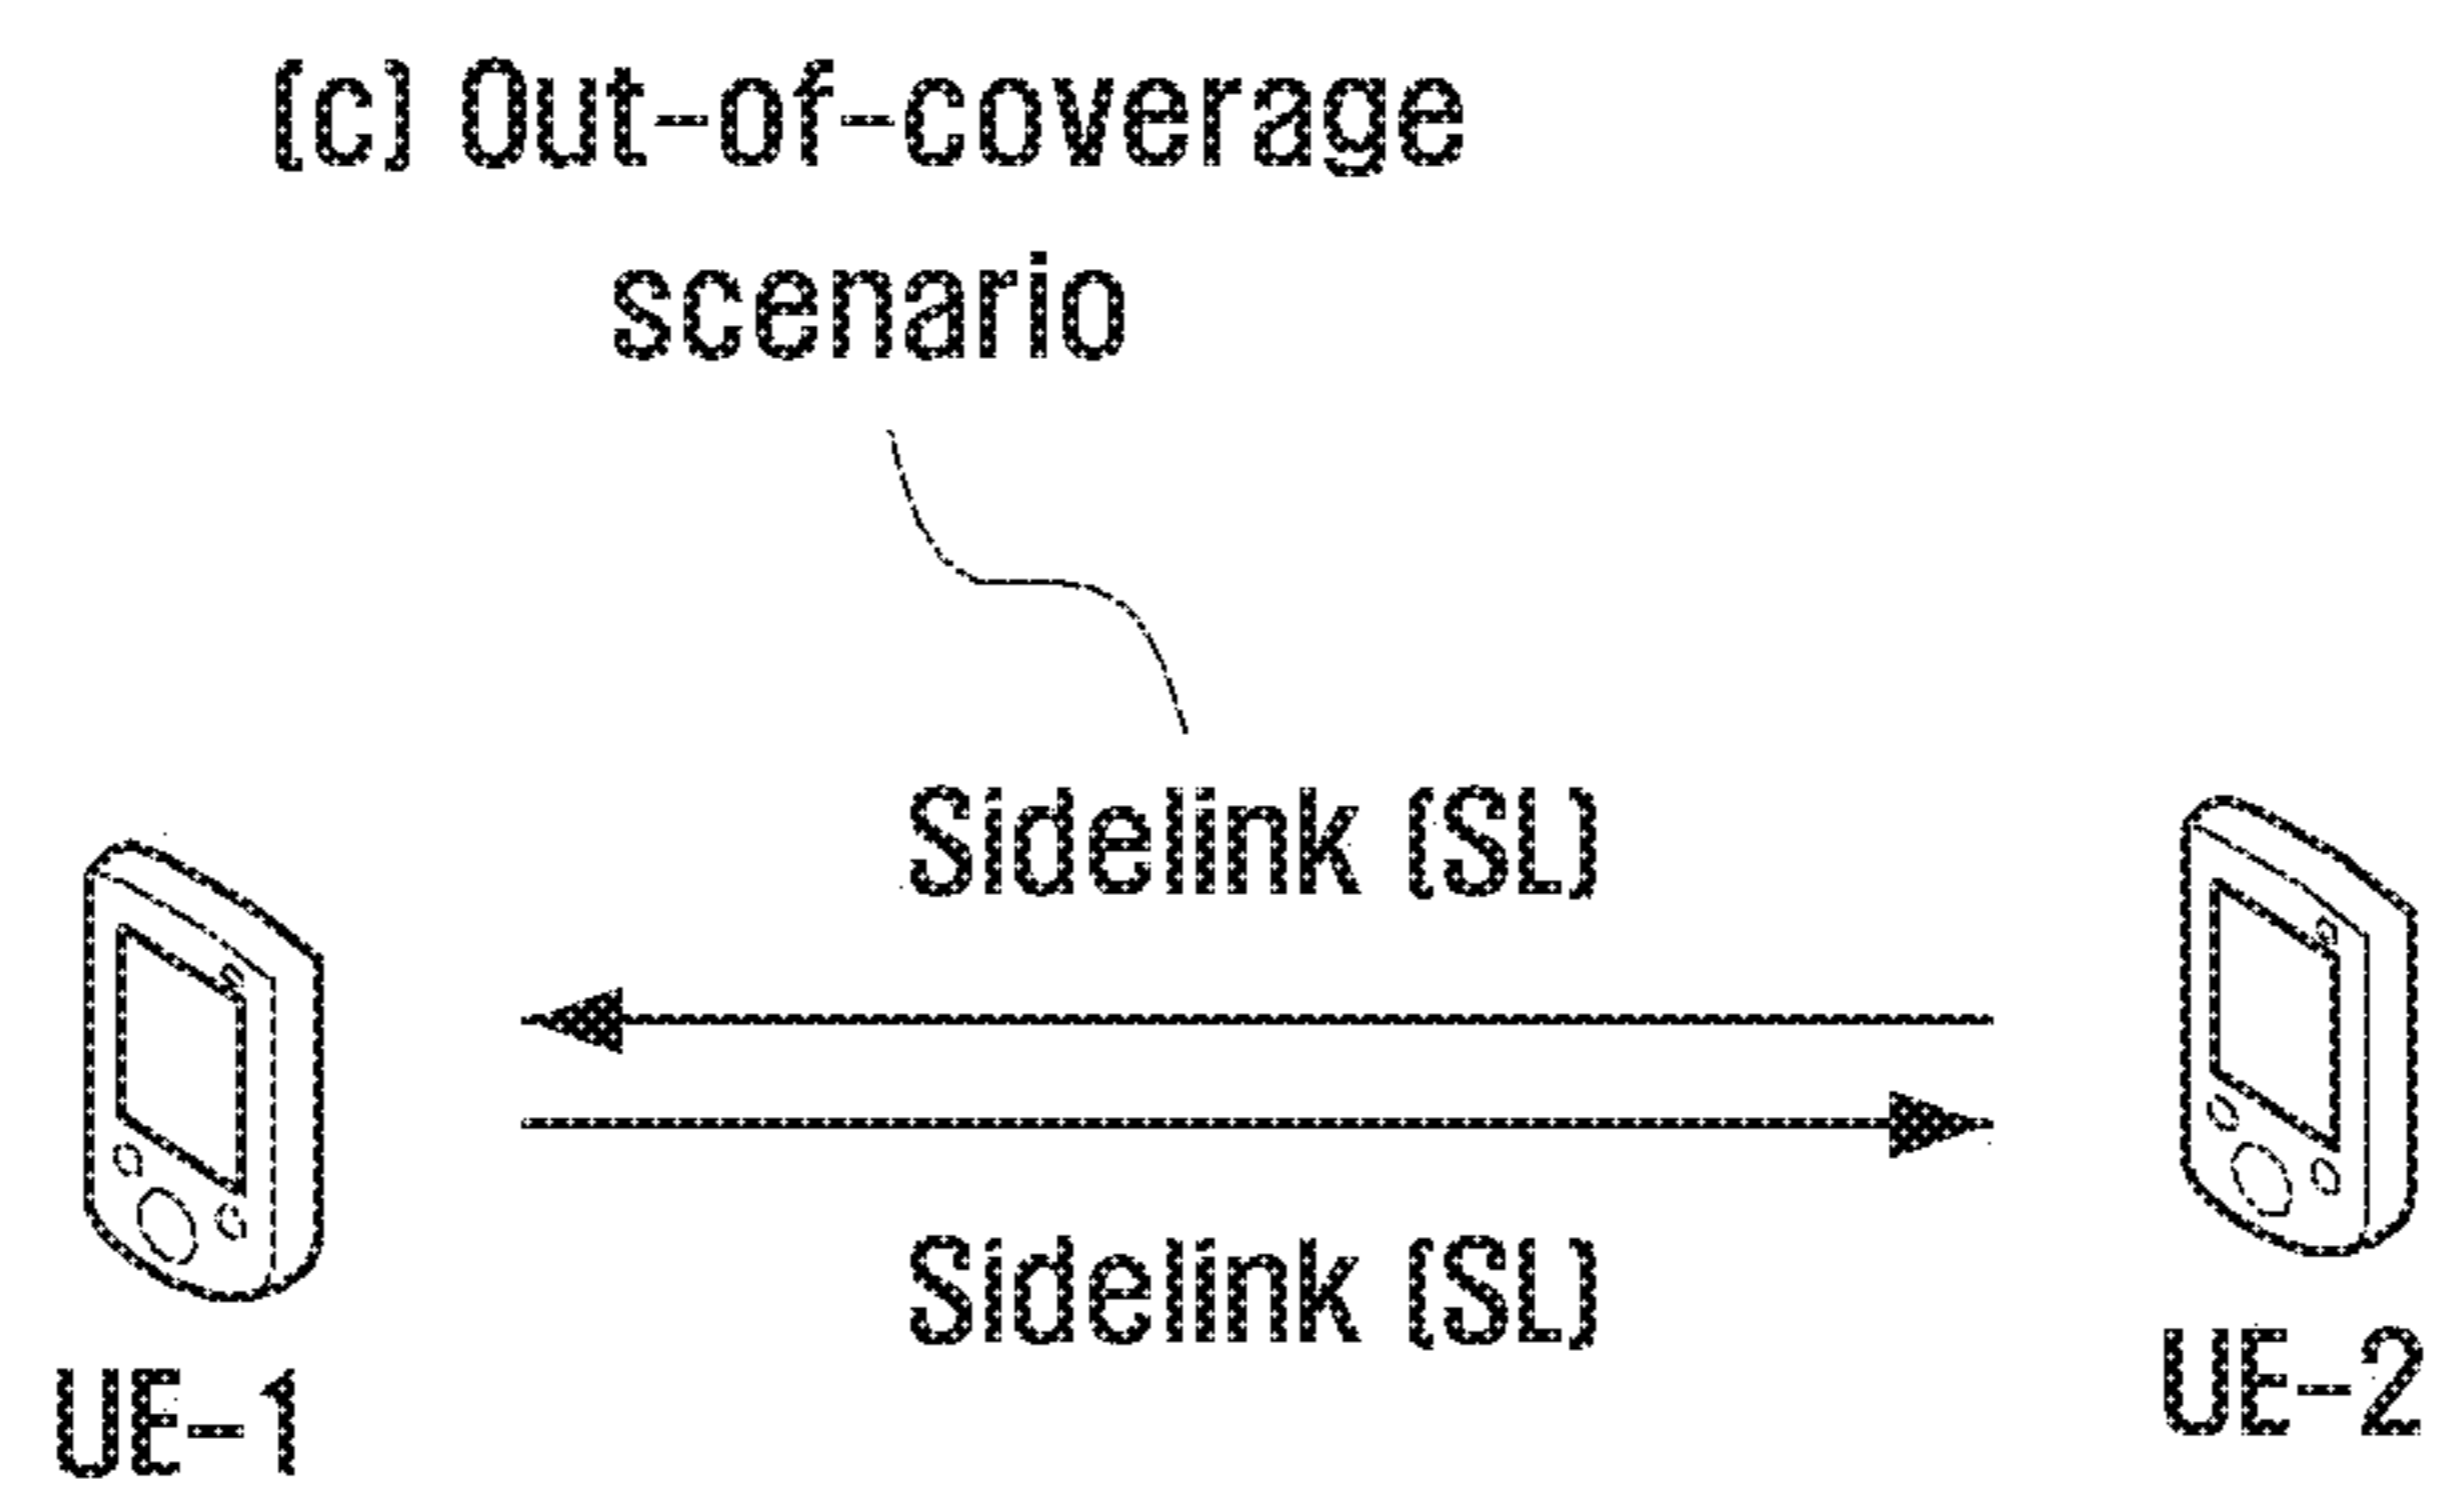 (c) Out-of-coverage
scenario
Sidelink (SL)
Sidelink (SL)
UE-1
UE-2